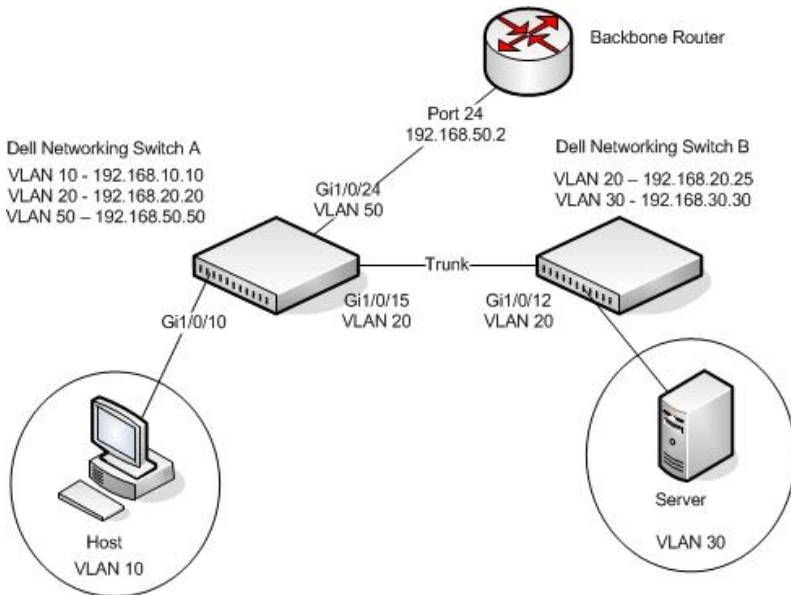 Backbone Router
Port 24
192.168.50.2
Dell Networking Switch A
VLAN 10 - 192.168.10.10
VLAN 20 - 192.168.20.20
VLAN 50 – 192.168.50.50
Dell Networking Switch B
VLAN 20 – 192.168.20.25
VLAN 30 - 192.168.30.30
Gi1/0/24
VLAN 50
Trunk
Gi1/0/15
VLAN 20
Gi1/0/12
VLAN 20
Gi1/0/10
Host
VLAN 10
Server
VLAN 30